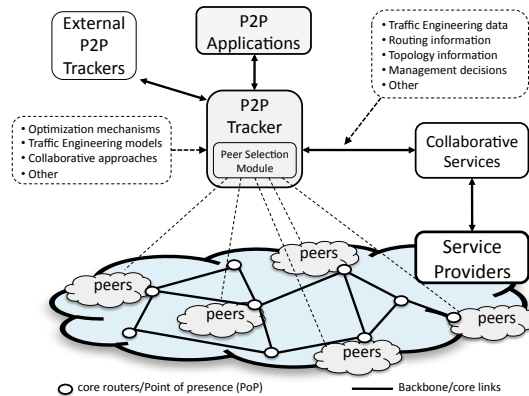 External
P2P
Trackers
P2P
Applications
• Traffic Engineering data
• Routing information
• Topology information
• Management decisions
• Other
P2P
Tracker
Peer Selection
Module
• Optimization mechanisms
• Traffic Engineering models
• Collaborative approaches
• Other
Collaborative
Services
Service
Providers
peers
peers
peers
peers
peers
core routers/Point of presence (PoP)
Backbone/core links